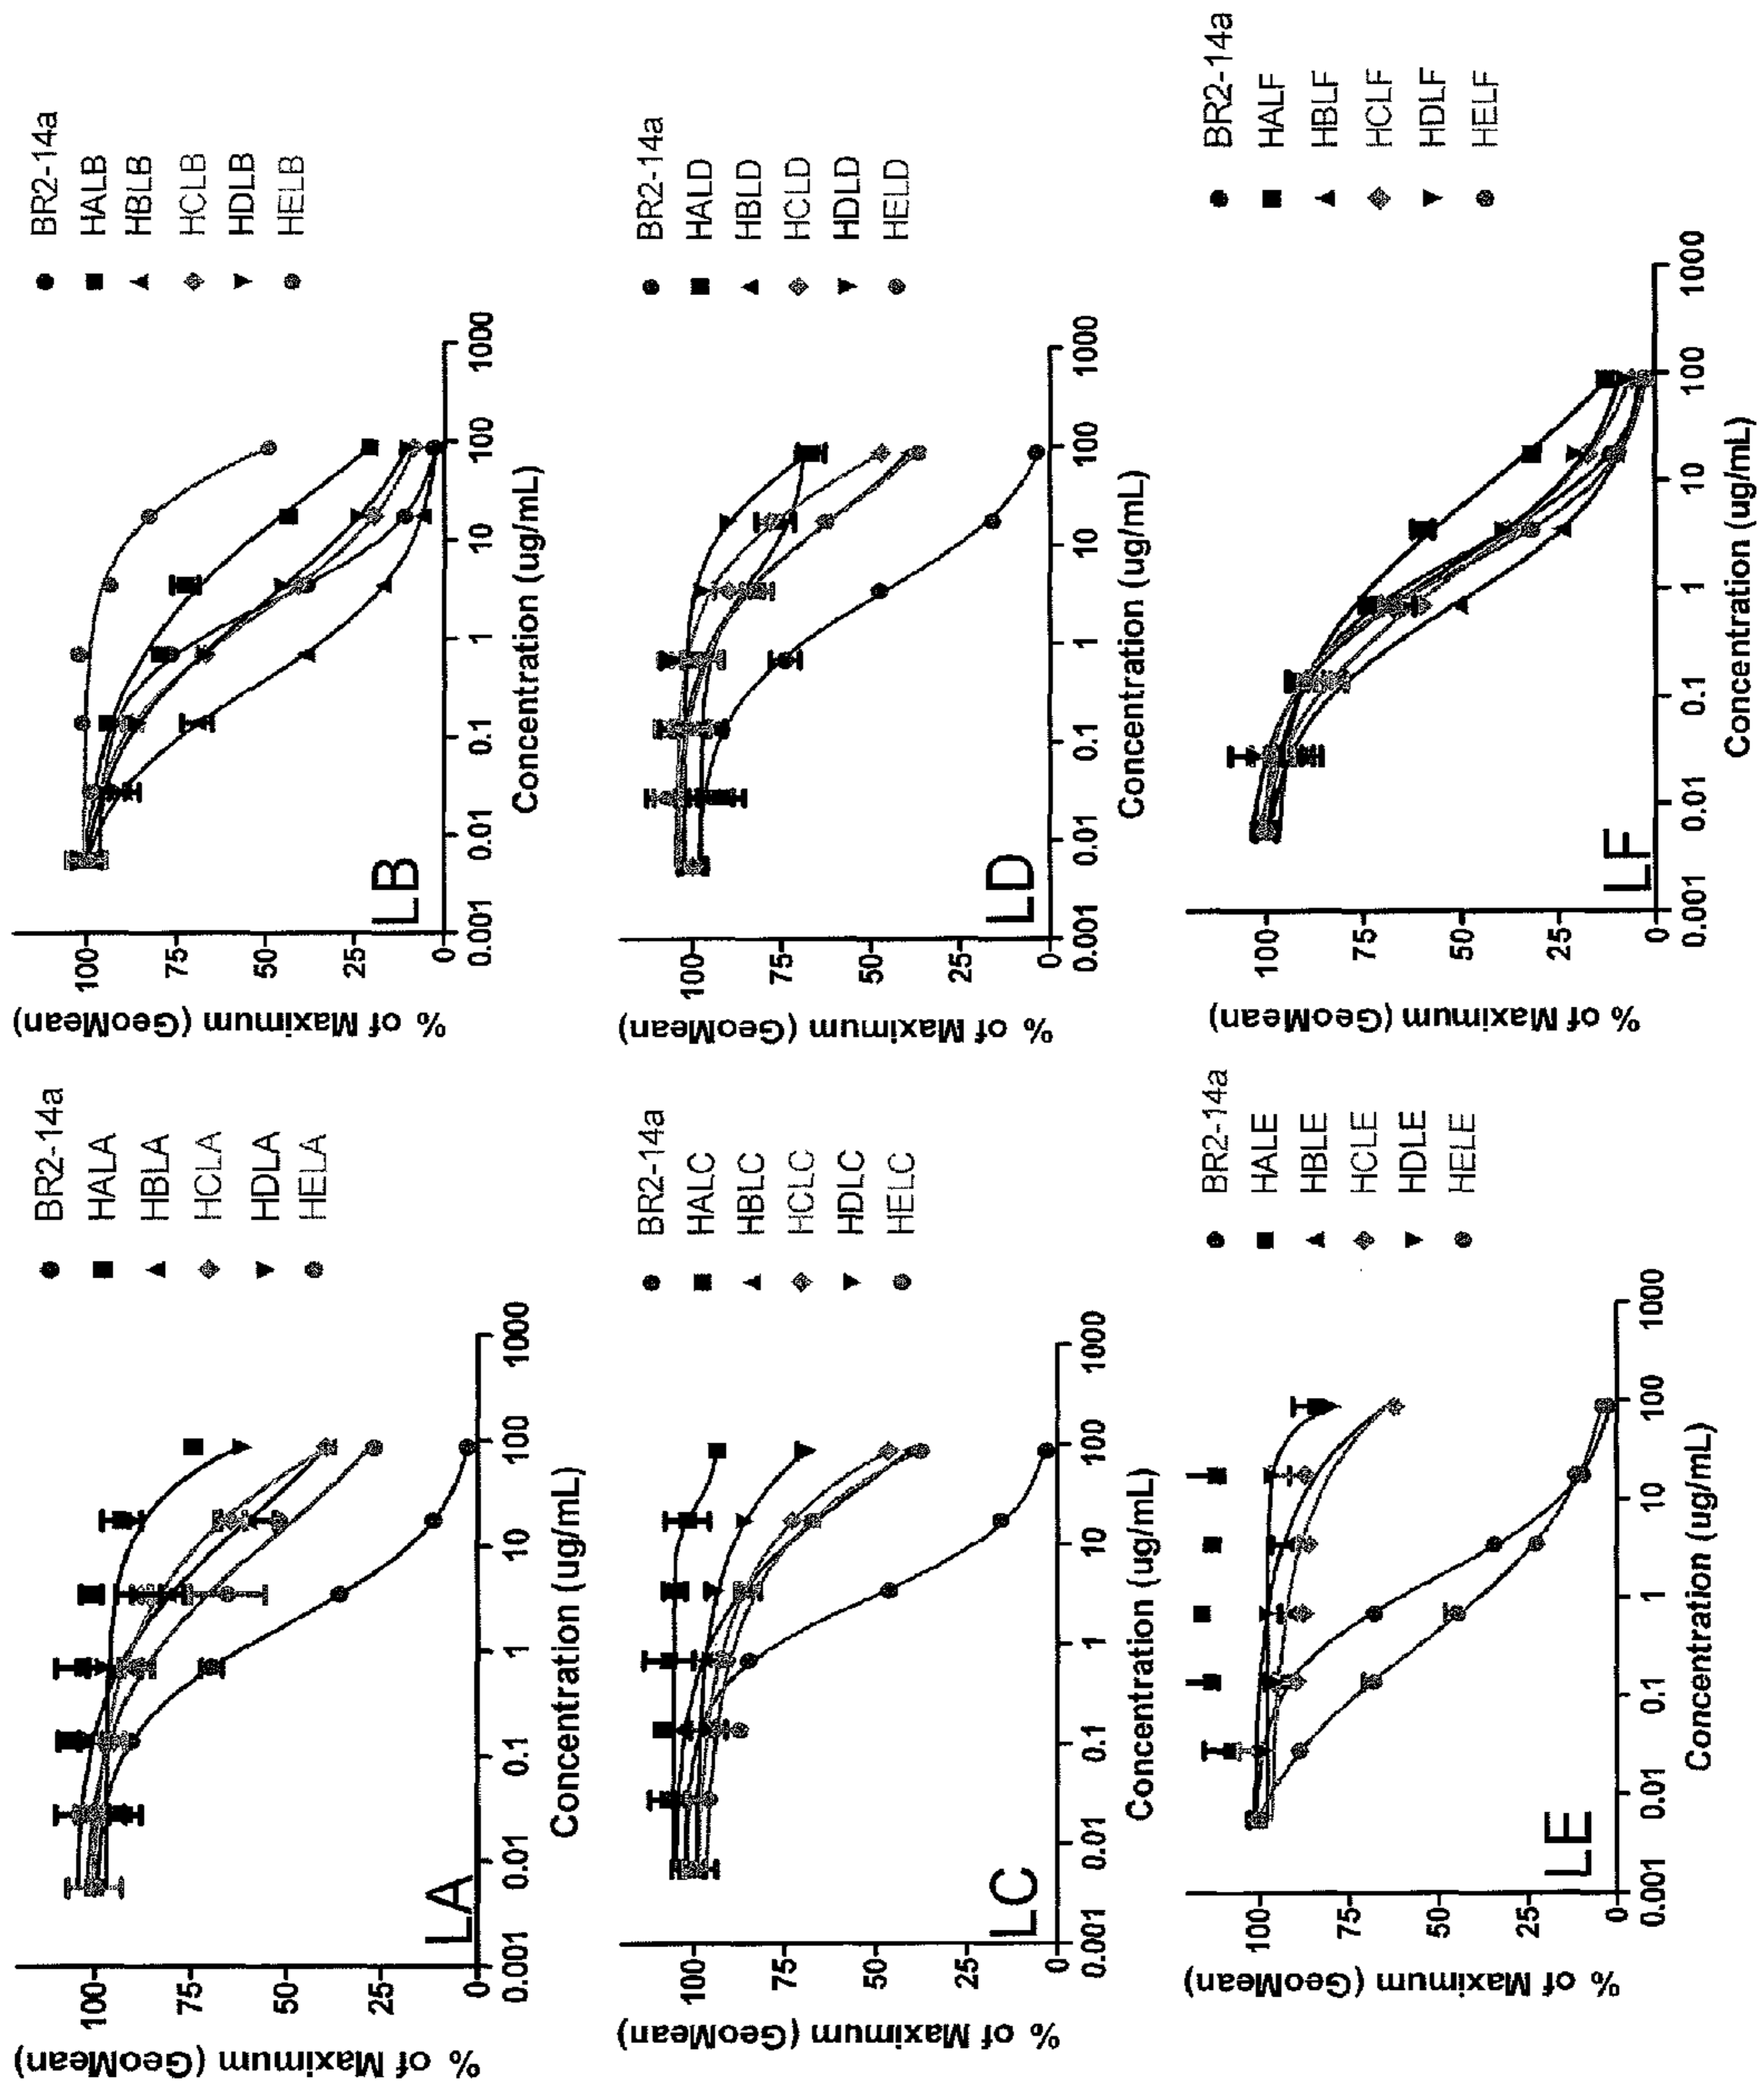 % of Maximum (GeoMean)
100
75
50
25
0
0.001
0.01
0.1
1
10
100
1000
Concentration (ug/mL)
LA
BR2-14a
HALA
HBLA
HCLA
HDLA
HELA
% of Maximum (GeoMean)
100
75
50
25
0
0.001
0.01
0.1
1
10
100
1000
Concentration (ug/mL)
LB
BR2-14a
HALB
HBLB
HCLB
HDLB
HELB
% of Maximum (GeoMean)
100
75
50
25
0
0.001
0.01
0.1
1
10
100
1000
Concentration (ug/mL)
LC
BR2-14a
HALC
HBLC
HCLC
HDLC
HELC
% of Maximum (GeoMean)
100
75
50
25
0
0.001
0.01
0.1
1
10
100
1000
Concentration (ug/mL)
LD
BR2-14a
HALD
HBLD
HCLD
HDLD
HELD
% of Maximum (GeoMean)
100
75
50
25
0
0.001
0.01
0.1
1
10
100
1000
Concentration (ug/mL)
LE
BR2-14a
HALE
HBLE
HCLE
HDLE
HELE
% of Maximum (GeoMean)
100
75
50
25
0
0.001
0.01
0.1
1
10
100
1000
Concentration (ug/mL)
LF
BR2-14a
HALF
HBLF
HCLF
HDLF
HELF